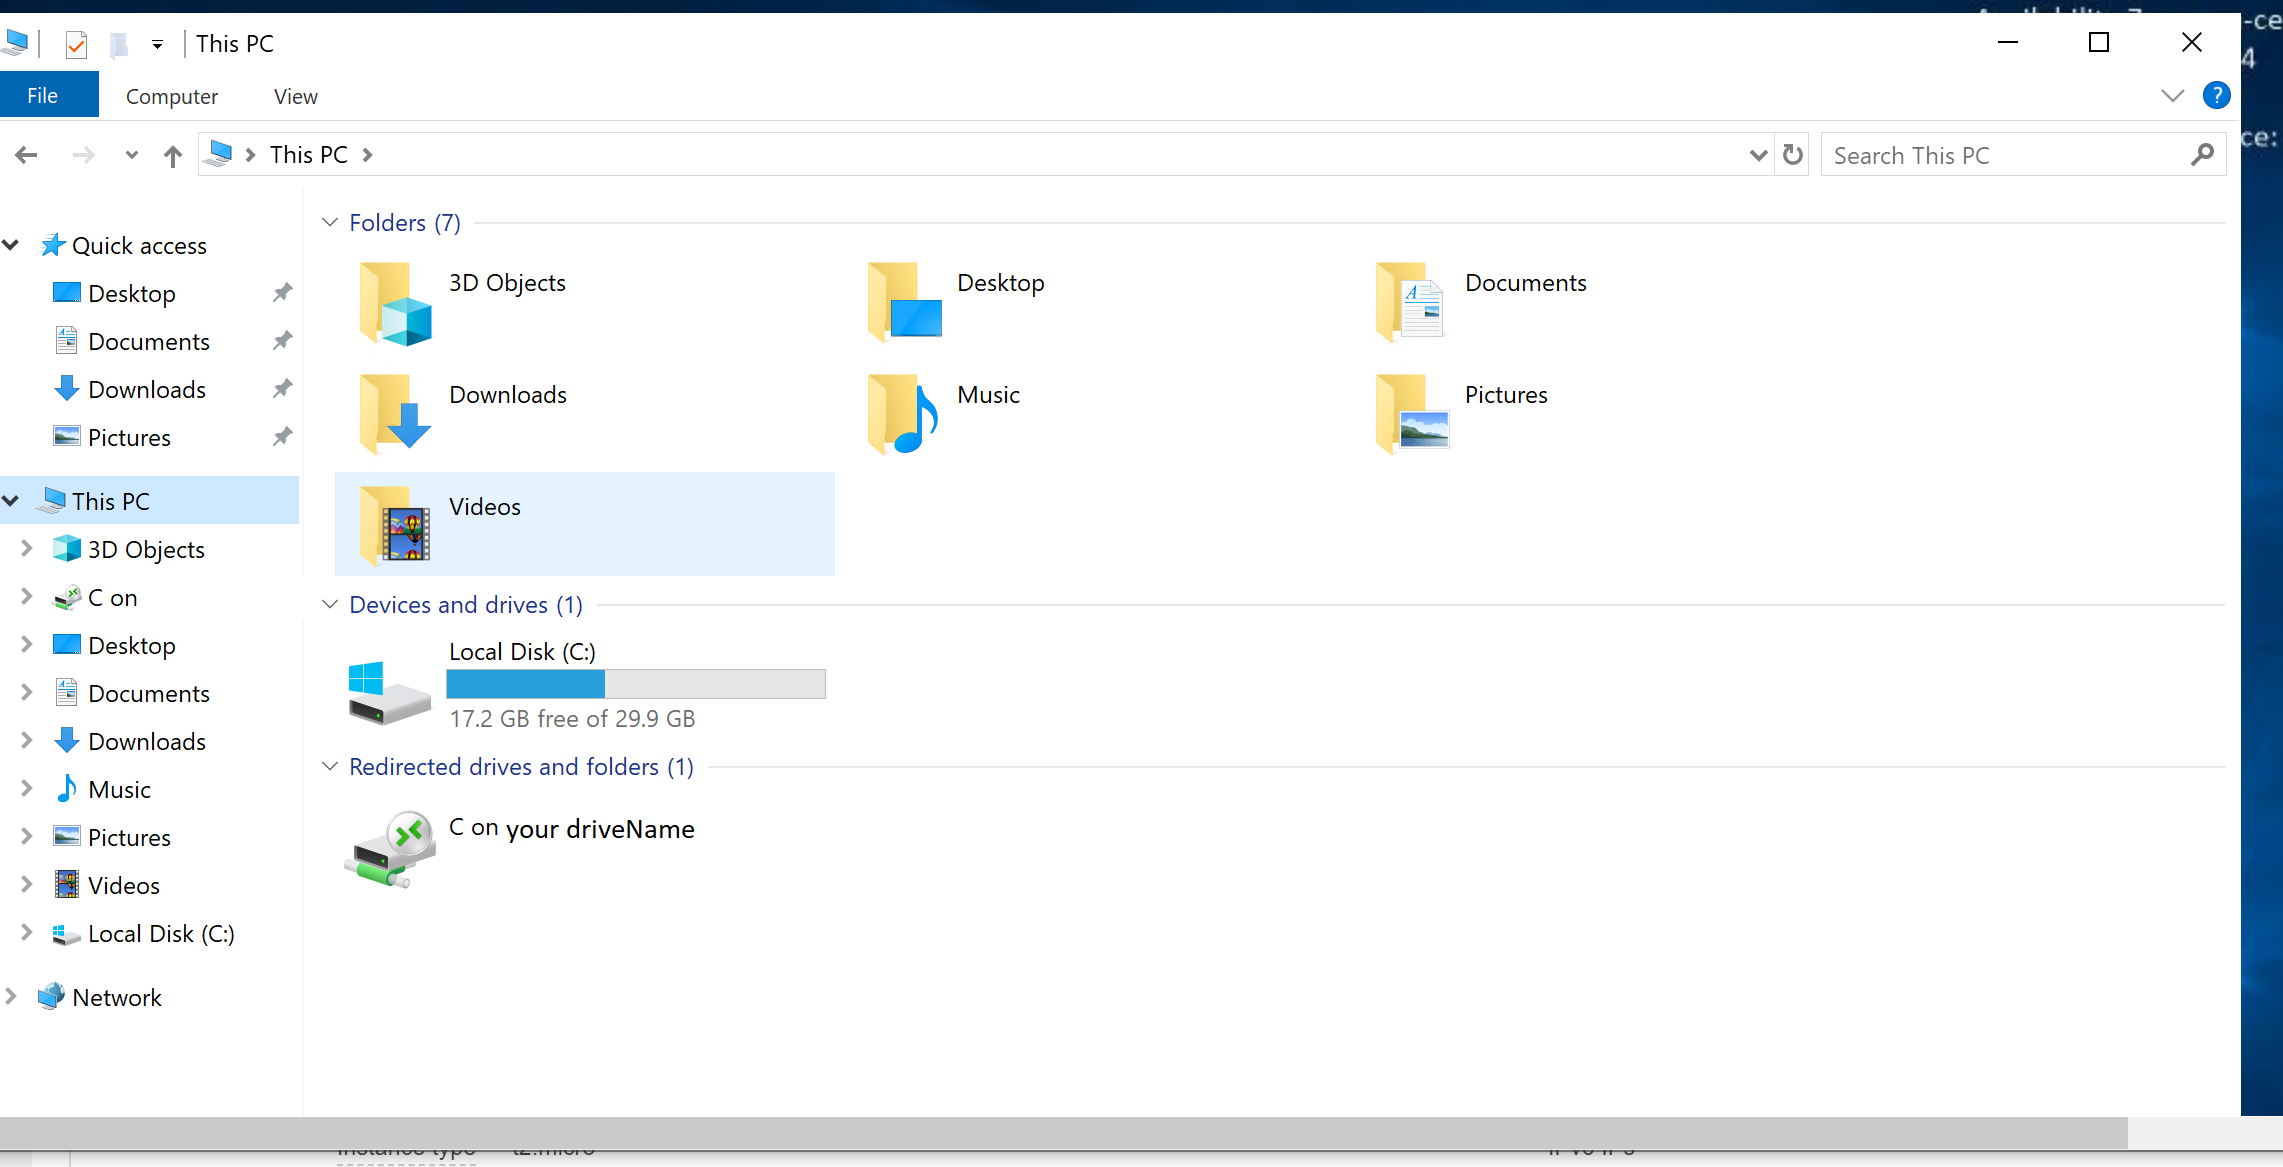 This PC
File Computer View
This PC
Search This PC
Quick access
Desktop
Documents
Downloads
Pictures
This PC
3D Objects
C on
Desktop
Documents
Downloads
Music
Pictures
Videos
Local Disk (C:)
Network
Folders (7)
3D Objects
Desktop
Documents
Downloads
Music
Pictures
Videos
Devices and drives (1)
Local Disk (C:)
17.2 GB free of 29.9 GB
Redirected drives and folders (1)
C on your driveName
-ce
4
ce: